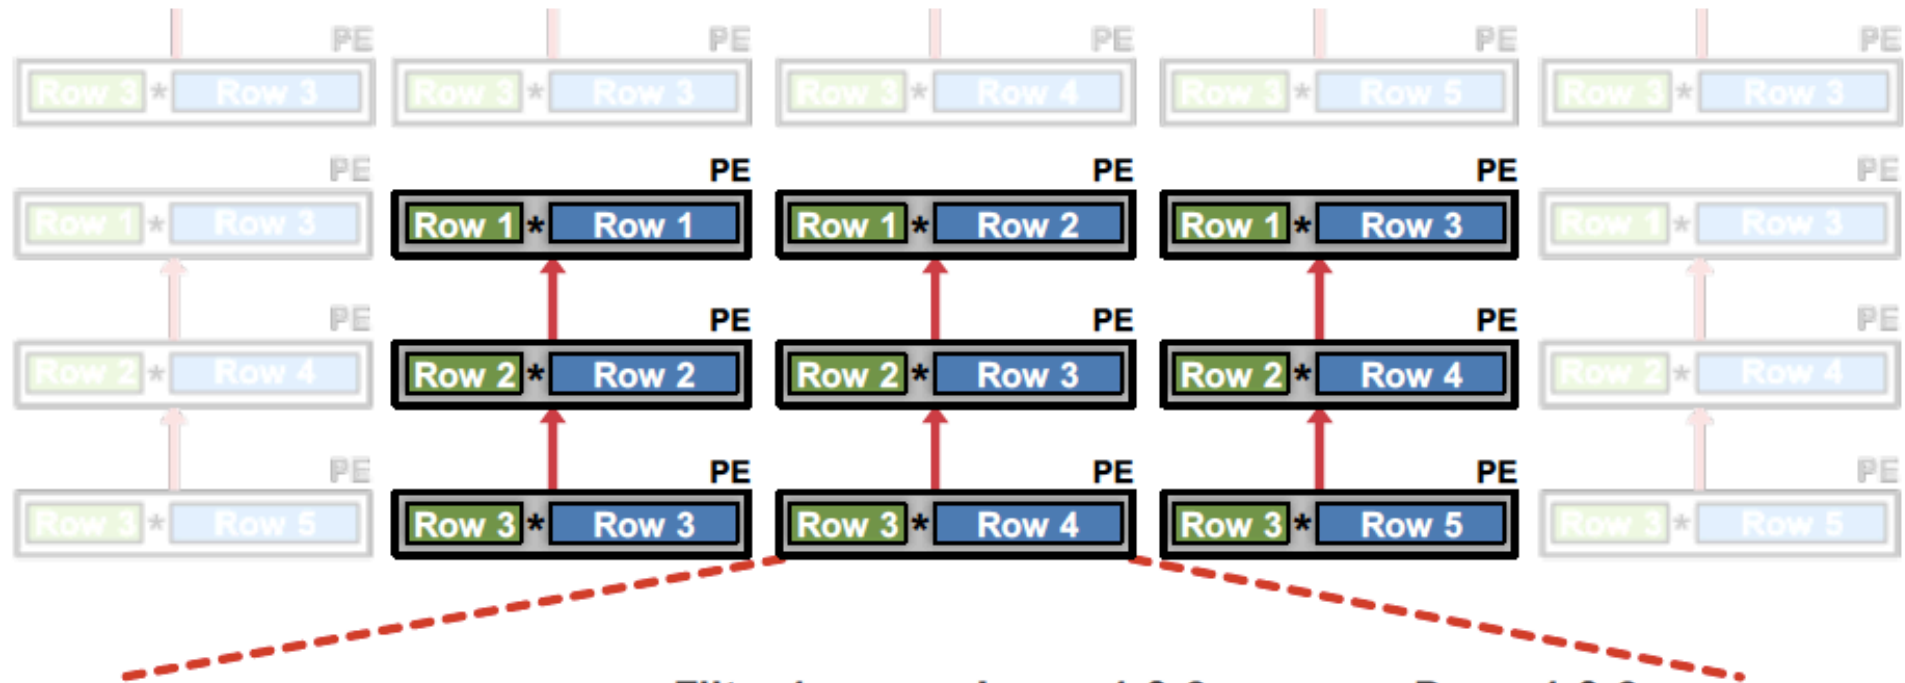 PE PE PE PE PE
Row 3 * Row 3 Row 3 * Row 3 Row 3 * Row 4 Row 3 * Row 5 Row 3 * Row 3
PE PE PE PE PE
Row 1 * Row 3 Row 1 * Row 1 Row 1 * Row 2 Row 1 * Row 3 Row 1 * Row 3
PE PE PE PE PE
Row 2 * Row 4 Row 2 * Row 2 Row 2 * Row 3 Row 2 * Row 4 Row 2 * Row 4
PE PE PE PE PE
Row 3 * Row 5 Row 3 * Row 3 Row 3 * Row 4 Row 3 * Row 5 Row 3 * Row 5